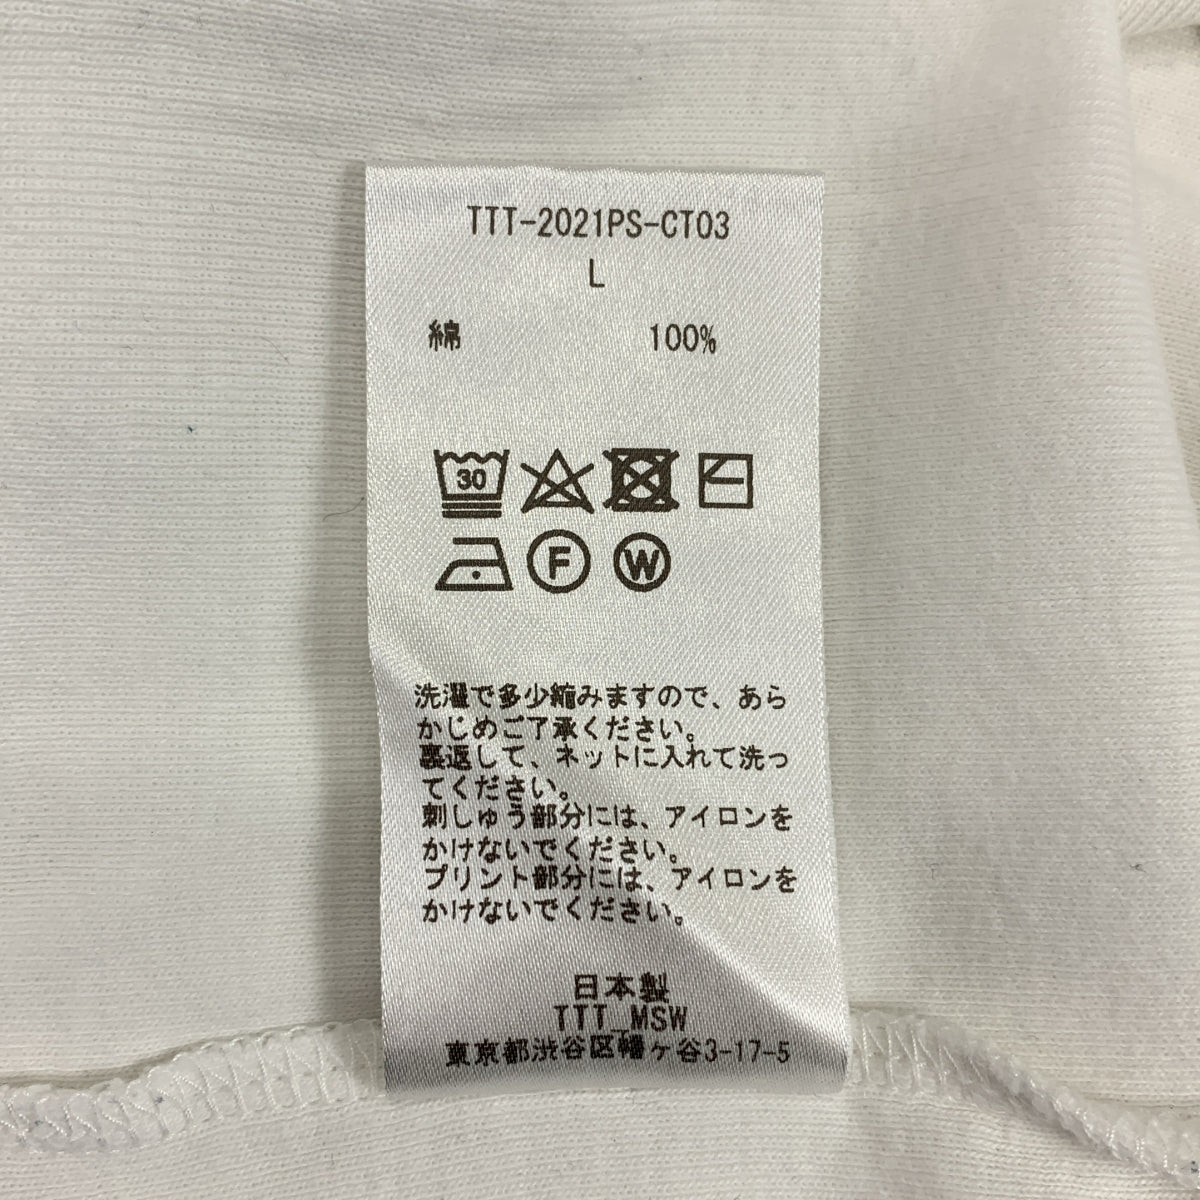 TTT-2021PS-CT03
L
綿 100%
30
F W
洗濯で多少縮みますので、あら
かじめご了承ください。
裏返して、ネットに入れて洗っ
てください。
刺しゅう部分には、アイロンを
かけないでください。
プリント部分には、アイロンを
かけないでください。
日本製
TTT_MSW
東京都渋谷区幡ヶ谷3-17-5